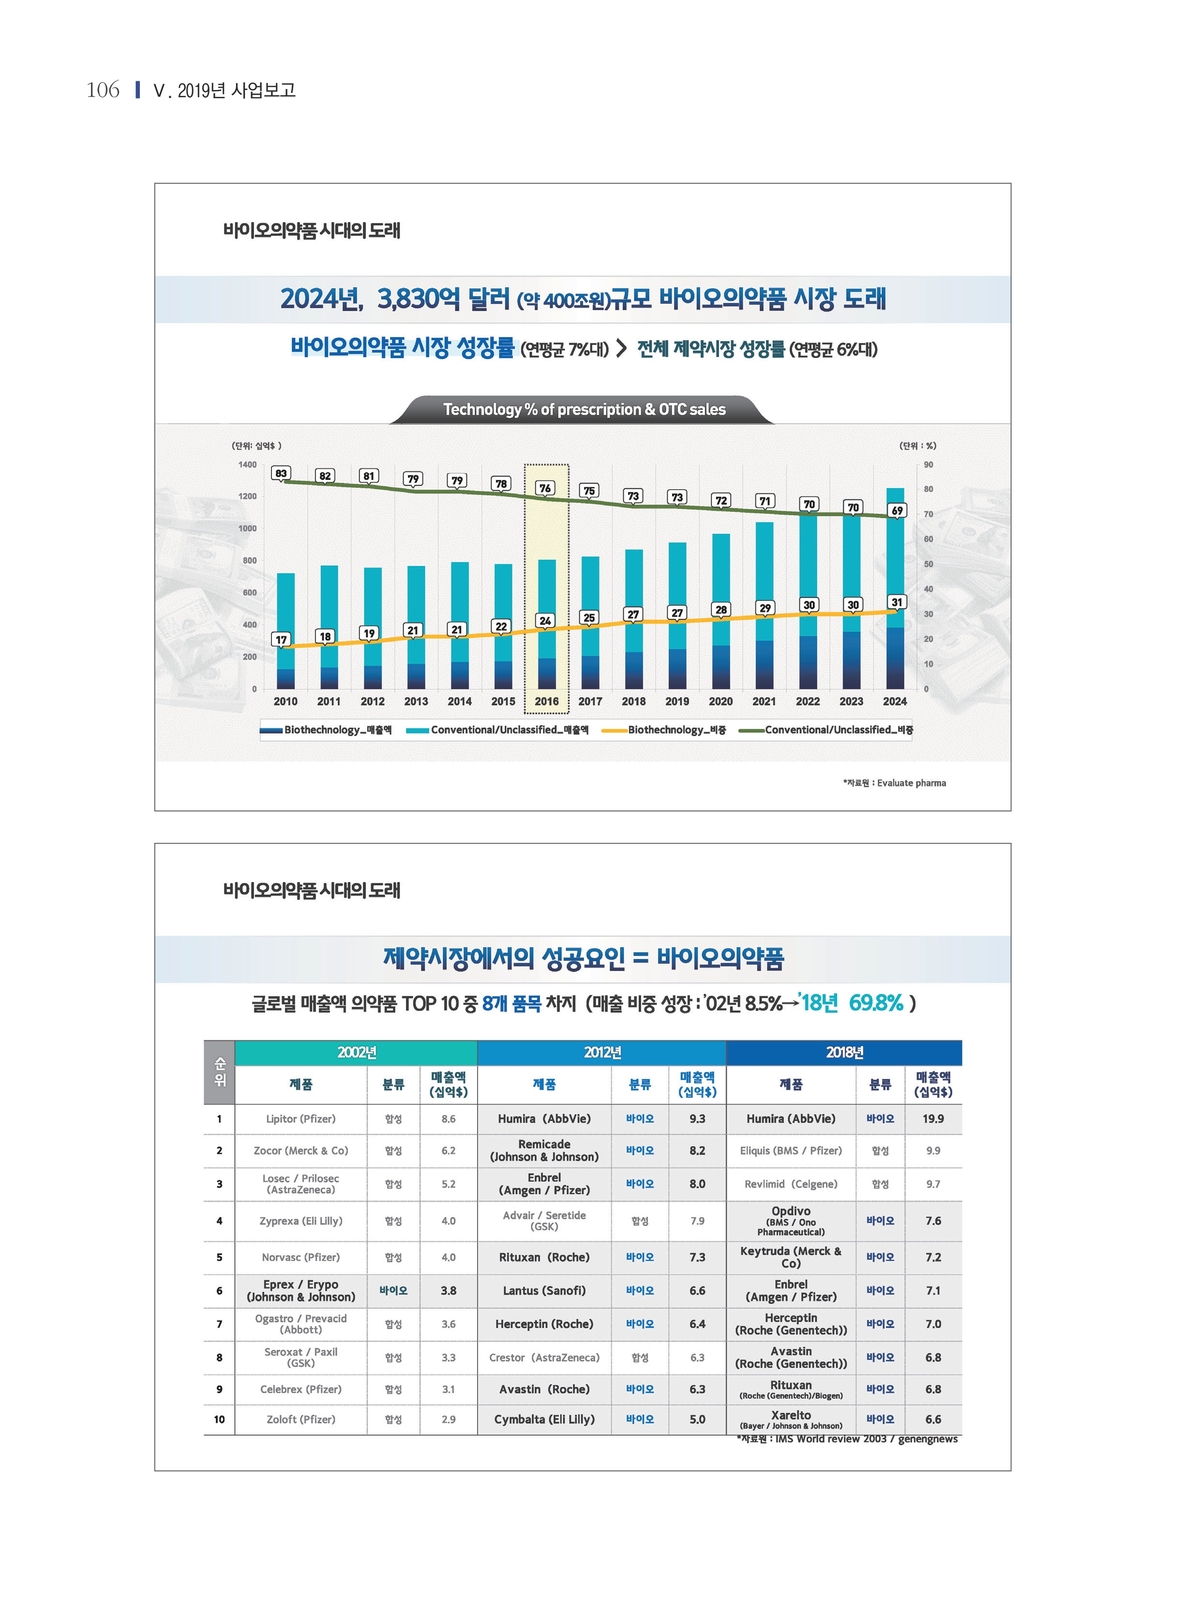 106 Ⅴ. 2019년 사업보고
바이오의약품 시대의 도래
2024년, 3,830억 달러 (약 400조원)규모 바이오의약품 시장 도래
바이오의약품 시장 성장률 (연평균 7%대) > 전체 제약시장 성장률 (연평균 6%대)
Technology % of prescription & OTC sales
(단위: 십억$ ) (단위 : %)
1400
1200
1000
800
600
400
200
0
90
80
70
60
50
40
30
20
10
0
83 82 81 79 79 78 76 75 73 73 72 71 70 70 69
17 18 19 21 21 22 24 25 27 27 28 29 30 30 31
2010 2011 2012 2013 2014 2015 2016 2017 2018 2019 2020 2021 2022 2023 2024
Biothechnology_매출액 Conventional/Unclassified_매출액 Biothechnology_비중 Conventional/Unclassified_비중
*자료원 : Evaluate pharma
바이오의약품 시대의 도래
제약시장에서의 성공요인 = 바이오의약품
글로벌 매출액 의약품 TOP 10 중 8개 품목 차지 (매출 비중 성장 : '02년 8.5%→'18년 69.8% )
순위 2002년 2012년 2018년
제품 분류 매출액 (십억$) 제품 분류 매출액 (십억$) 제품 분류 매출액 (십억$)
1 Lipitor (Pfizer) 합성 8.6 Humira (AbbVie) 바이오 9.3 Humira (AbbVie) 바이오 19.9
2 Zocor (Merck & Co) 합성 6.2 Remicade (Johnson & Johnson) 바이오 8.2 Eliquis (BMS / Pfizer) 합성 9.9
3 Losec / Prilosec (AstraZeneca) 합성 5.2 Enbrel (Amgen / Pfizer) 바이오 8.0 Revlimid (Celgene) 합성 9.7
4 Zyprexa (Eli Lilly) 합성 4.0 Advair / Seretide (GSK) 합성 7.9 Opdivo (BMS / Ono Pharmaceutical) 바이오 7.6
5 Norvasc (Pfizer) 합성 4.0 Rituxan (Roche) 바이오 7.3 Keytruda (Merck & Co) 바이오 7.2
6 Eprex / Erypo (Johnson & Johnson) 바이오 3.8 Lantus (Sanofi) 바이오 6.6 Enbrel (Amgen / Pfizer) 바이오 7.1
7 Ogastro / Prevacid (Abbott) 합성 3.6 Herceptin (Roche) 바이오 6.4 Herceptin (Roche (Genentech)) 바이오 7.0
8 Seroxat / Paxil (GSK) 합성 3.3 Crestor (AstraZeneca) 합성 6.3 Avastin (Roche (Genentech)) 바이오 6.8
9 Celebrex (Pfizer) 합성 3.1 Avastin (Roche) 바이오 6.3 Rituxan (Roche (Genentech)/Biogen) 바이오 6.8
10 Zoloft (Pfizer) 합성 2.9 Cymbalta (Eli Lilly) 바이오 5.0 Xarelto (Bayer / Johnson & Johnson) 바이오 6.6
*자료원 : IMS World review 2003 / genengnews